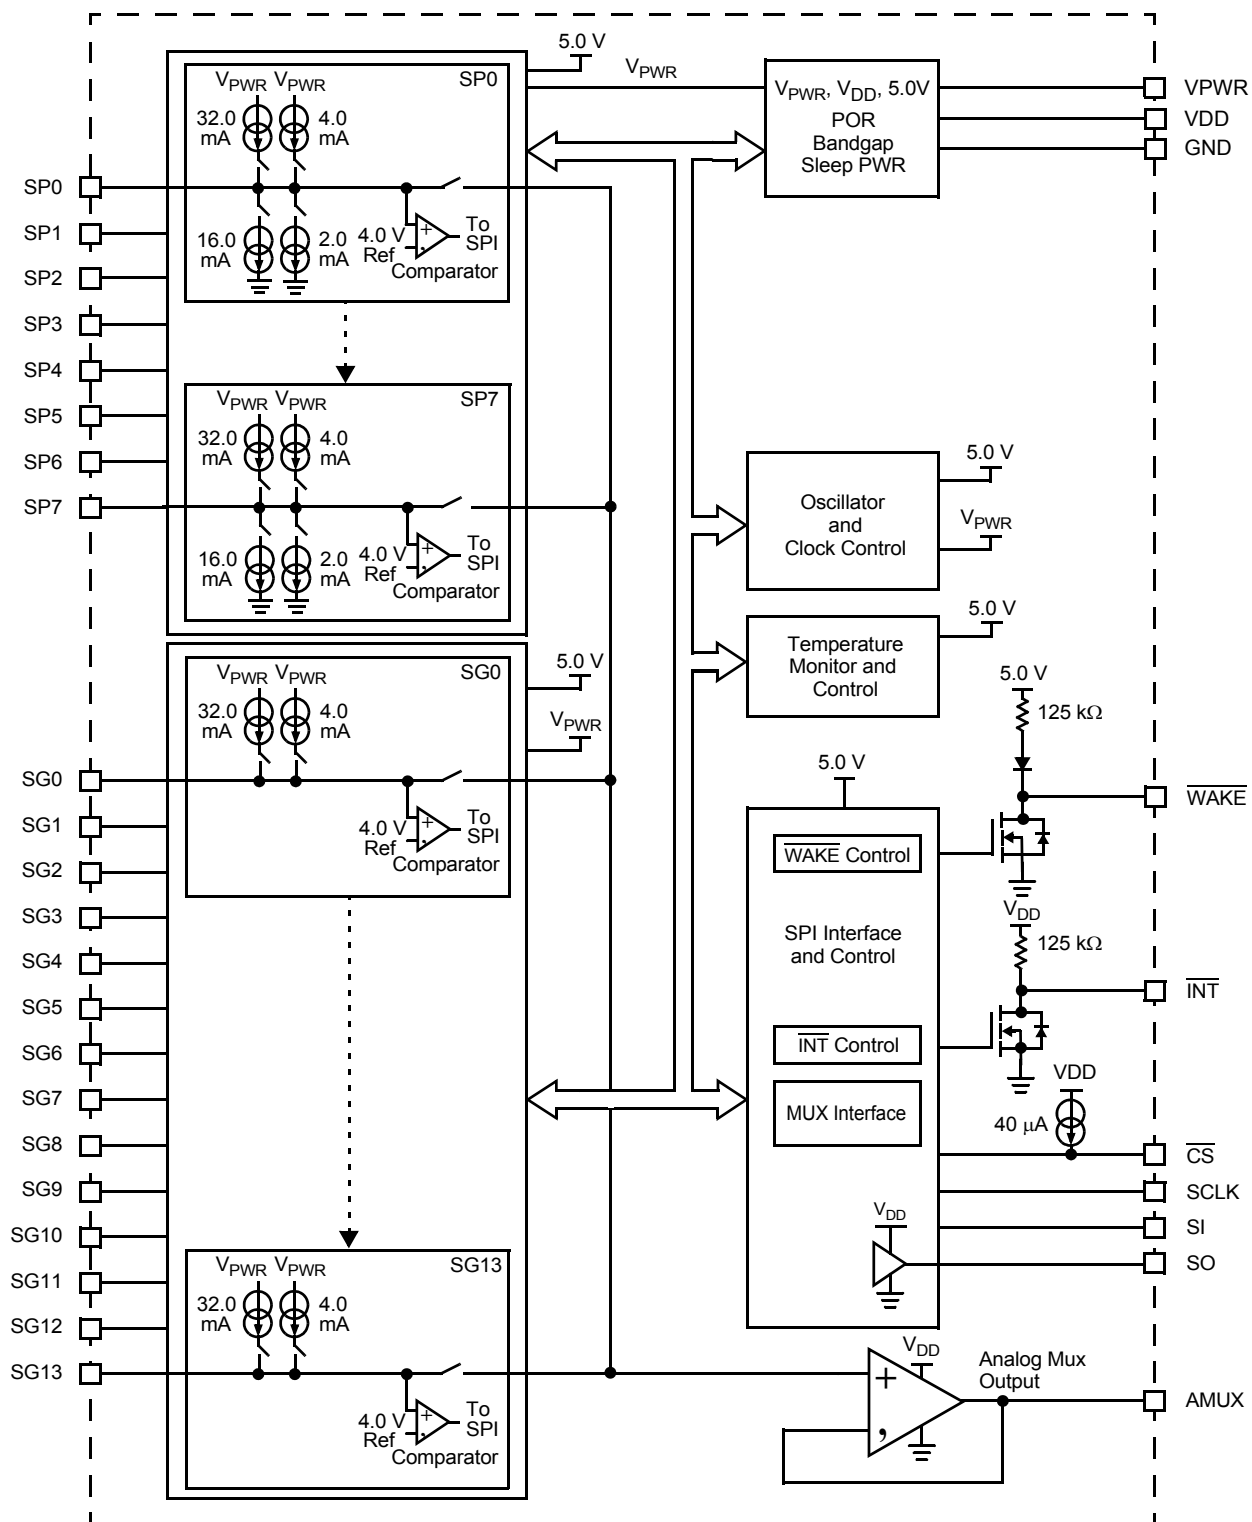 5.0 V
VPWR
SP0
VPWR VPWR
32.0 mA
4.0 mA
16.0 mA
2.0 mA
4.0 V Ref
+
,
To SPI
Comparator
SP7
VPWR VPWR
32.0 mA
4.0 mA
16.0 mA
2.0 mA
4.0 V Ref
+
,
To SPI
Comparator
SG0
5.0 V
VPWR
VPWR VPWR
32.0 mA
4.0 mA
4.0 V Ref
+
,
To SPI
Comparator
SG13
VPWR VPWR
32.0 mA
4.0 mA
4.0 V Ref
+
,
To SPI
Comparator
SP0
SP1
SP2
SP3
SP4
SP5
SP6
SP7
SG0
SG1
SG2
SG3
SG4
SG5
SG6
SG7
SG8
SG9
SG10
SG11
SG12
SG13
VPWR, VDD, 5.0V
POR
Bandgap
Sleep PWR
VPWR
VDD
GND
Oscillator
and
Clock Control
5.0 V
VPWR
Temperature
Monitor and
Control
5.0 V
5.0 V
WAKE Control
SPI Interface
and Control
INT Control
MUX Interface
VDD
5.0 V
125 kΩ
WAKE
VDD
125 kΩ
INT
VDD
40 μA
CS
SCLK
SI
SO
+
,
VDD
Analog Mux
Output
AMUX